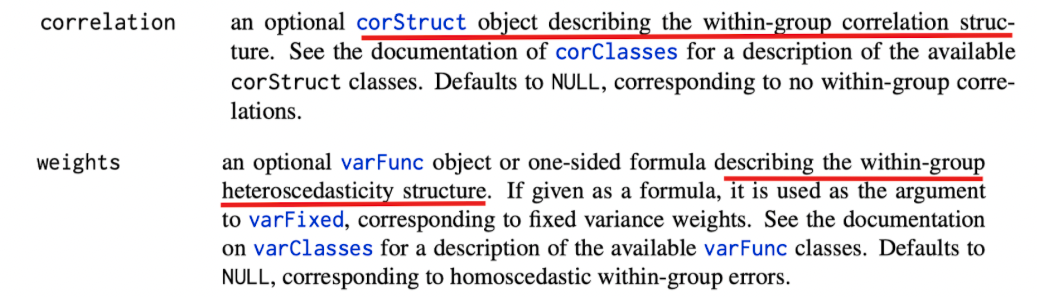 correlation an optional corStruct object describing the within-group correlation struc-
ture. See the documentation of corClasses for a description of the available
corStruct classes. Defaults to NULL, corresponding to no within-group corre-
lations.
weights an optional varFunc object or one-sided formula describing the within-group
heteroscedasticity structure. If given as a formula, it is used as the argument
to varFixed, corresponding to fixed variance weights. See the documentation
on varClasses for a description of the available varFunc classes. Defaults to
NULL, corresponding to homoscedastic within-group errors.